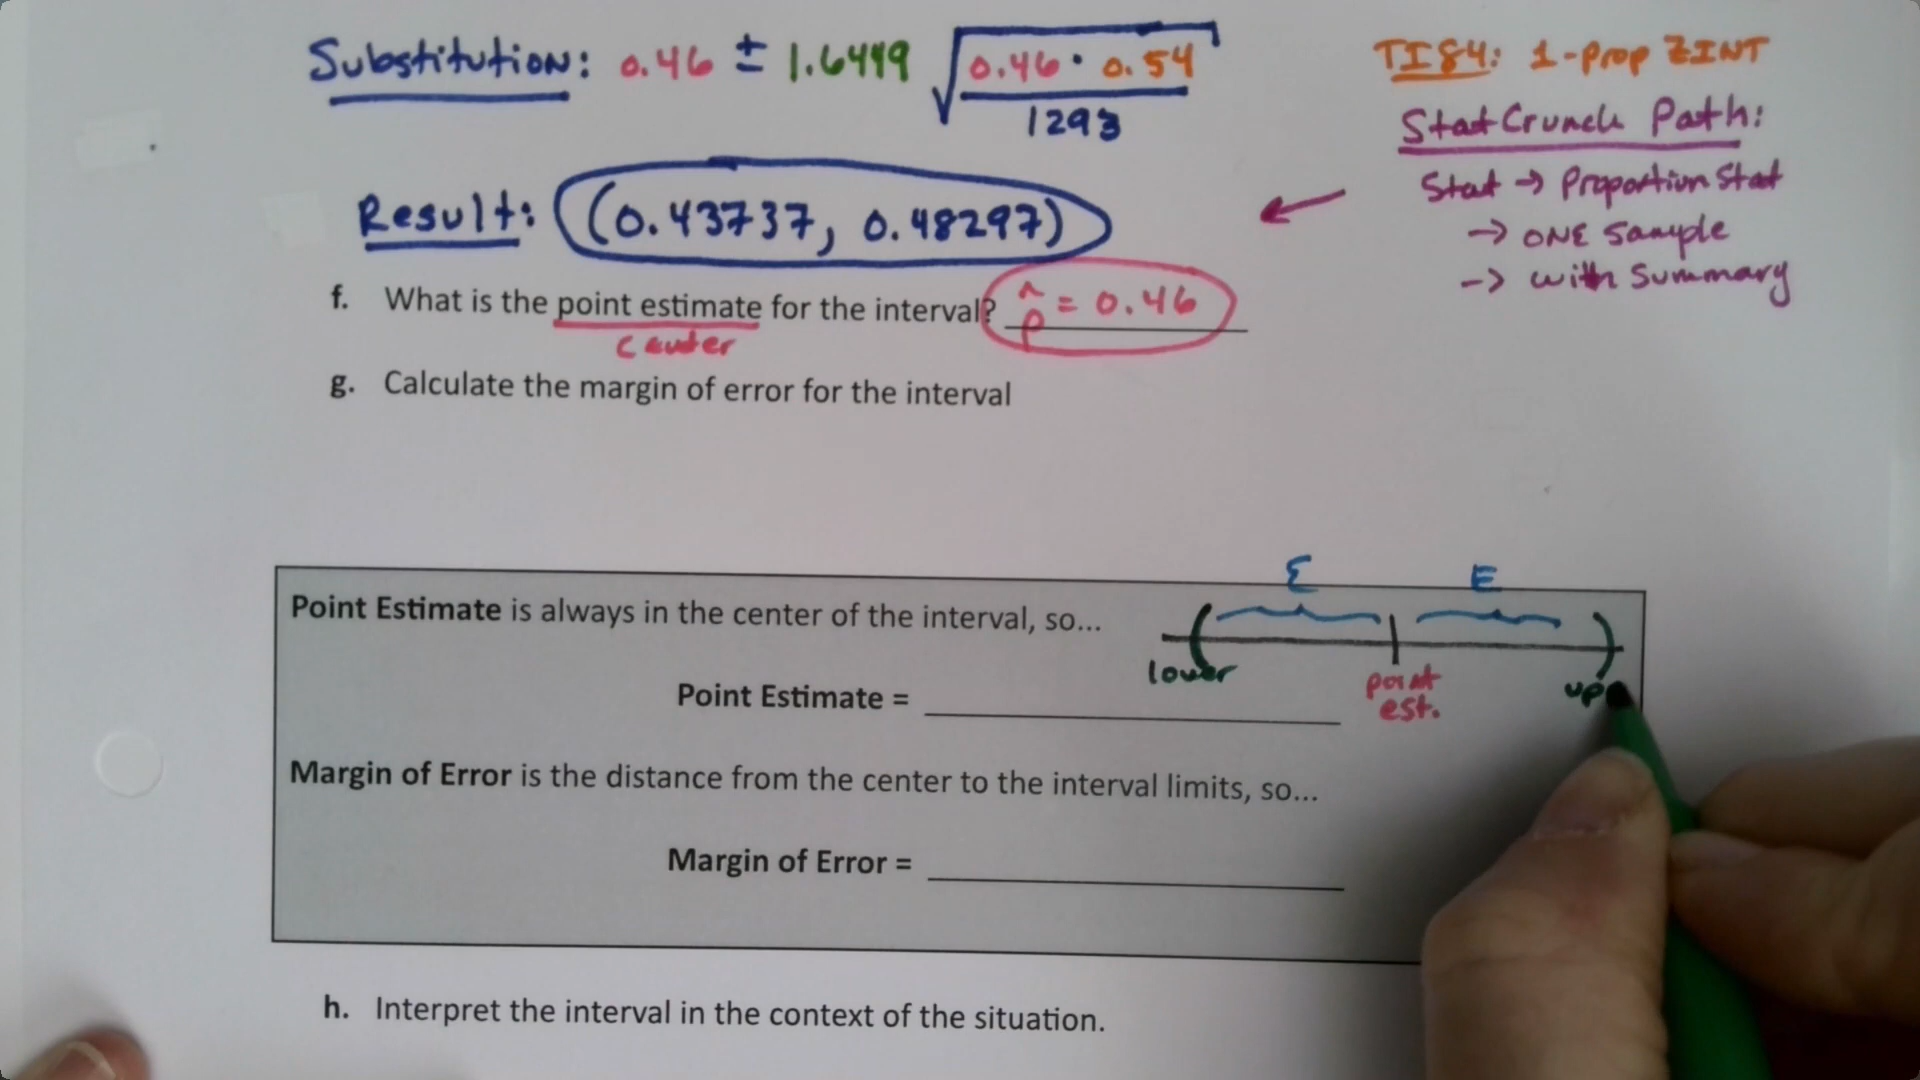 Substitution: 0.46 ± 1.6449 √ 0.46 · 0.54
1293
TI84: 1-Prop ZINT
StatCrunch Path:
Stat → Proportion Stat
→ ONE Sample
→ with Summary
Result: (0.43737, 0.48297)
f. What is the point estimate for the interval? p̂ = 0.46
center
g. Calculate the margin of error for the interval
E E
Point Estimate is always in the center of the interval, so...
lower point est. up
Point Estimate = ____
Margin of Error is the distance from the center to the interval limits, so...
Margin of Error = ____
h. Interpret the interval in the context of the situation.